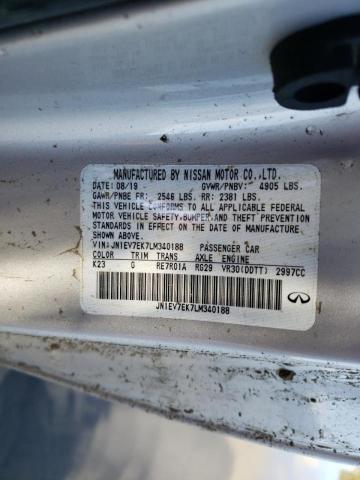 MANUFACTURED BY NISSAN MOTOR CO.,LTD.
DATE: 08/19 GVWR/PNBV: 4905 LBS.
GAWR/PNBE FR: 2546 LBS. RR: 2381 LBS.
THIS VEHICLE CONFORMS TO ALL APPLICABLE FEDERAL
MOTOR VEHICLE SAFETY,BUMPER,AND THEFT PREVENTION
STANDARDS IN EFFECT ON THE DATE OF MANUFACTURE
SHOWN ABOVE.
VIN: JN1EV7EK7LM340188 PASSENGER CAR
COLOR TRIM TRANS AXLE ENGINE
K23 G RE7R01A RG29 VR30(DDTT) 2997CC
JN1EV7EK7LM340188